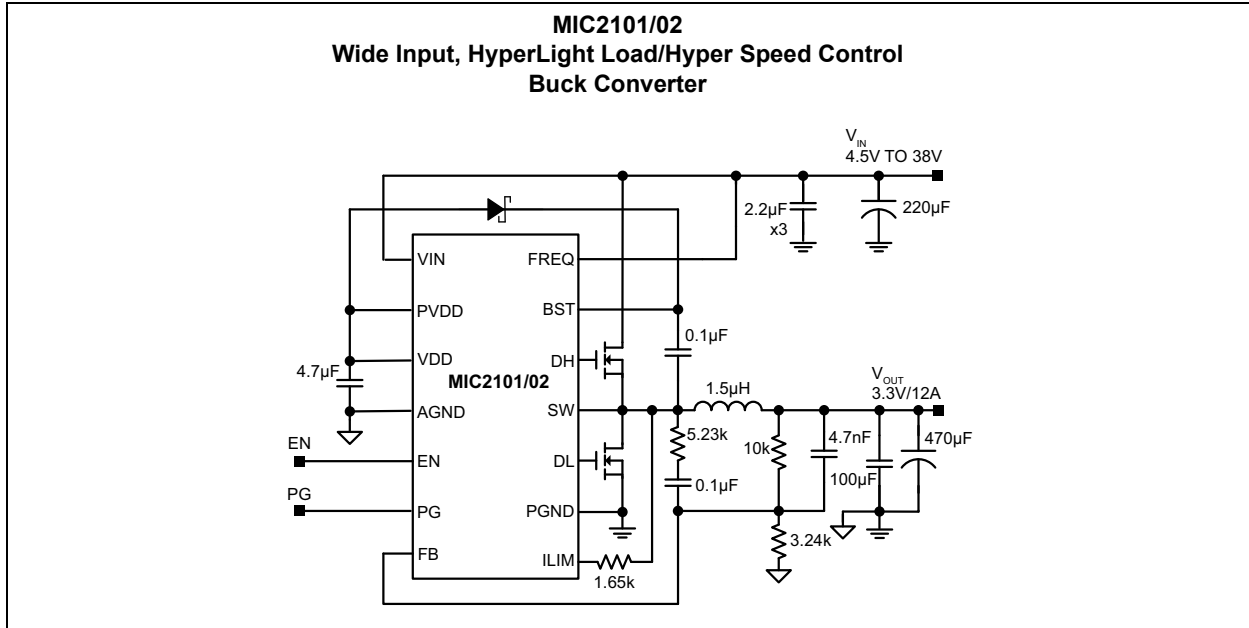 MIC2101/02
Wide Input, HyperLight Load/Hyper Speed Control
Buck Converter
VIN
4.5V TO 38V
2.2µF
x3
220µF
VIN
FREQ
PVDD
BST
0.1µF
VDD
DH
4.7µF
MIC2101/02
1.5µH
VOUT
3.3V/12A
AGND
SW
5.23k
10k
4.7nF
470µF
EN
EN
DL
0.1µF
100µF
PG
PG
PGND
3.24k
FB
ILIM
1.65k